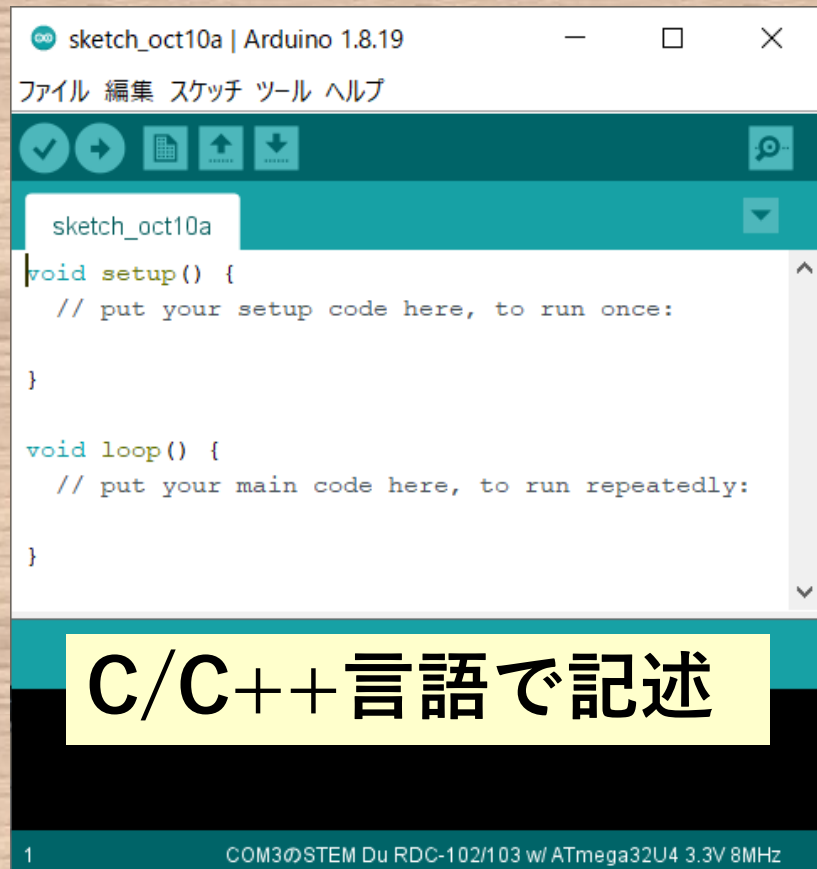 sketch_oct10a | Arduino 1.8.19
ファイル 編集 スケッチ ツール ヘルプ
sketch_oct10a
void setup() {
  // put your setup code here, to run once:
}
void loop() {
  // put your main code here, to run repeatedly:
}
C/C++言語で記述
1 COM3のSTEM Du RDC-102/103 w/ ATmega32U4 3.3V 8MHz